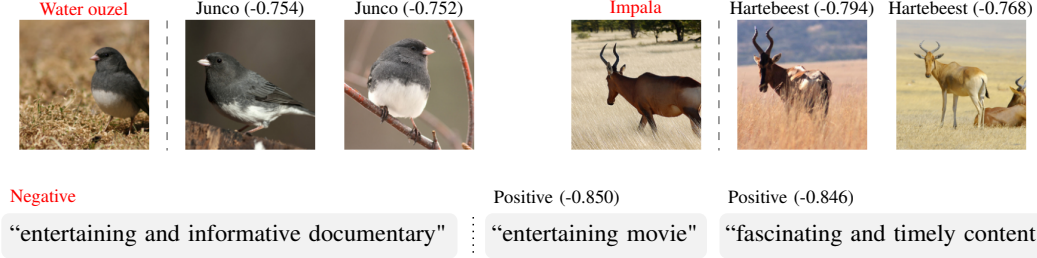 Water ouzel Junco (-0.754) Junco (-0.752) Impala Hartebeest (-0.794) Hartebeest (-0.768)
Negative Positive (-0.850) Positive (-0.846)
“entertaining and informative documentary" “entertaining movie" “fascinating and timely content